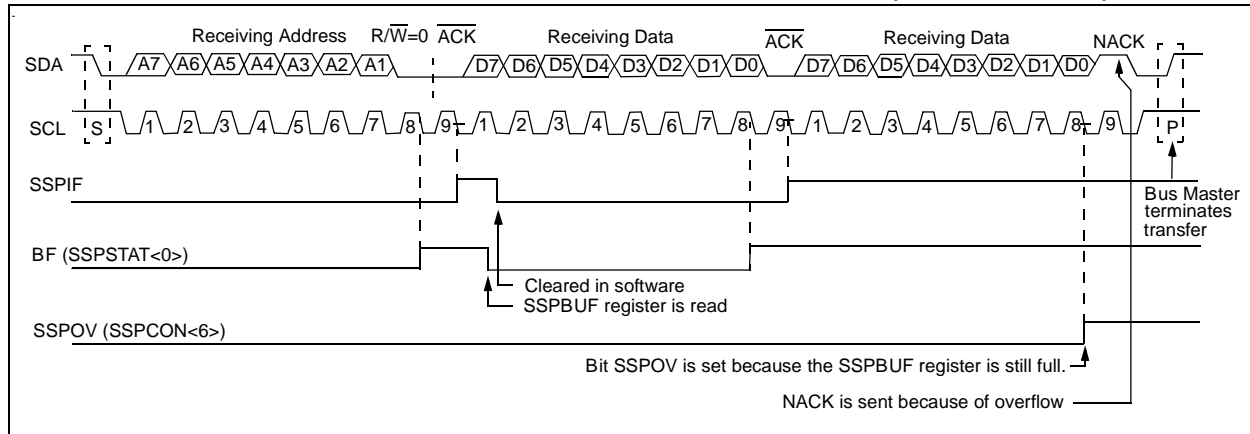 Receiving Address R/W=0 ACK Receiving Data ACK Receiving Data NACK
SDA A7 A6 A5 A4 A3 A2 A1 D7 D6 D5 D4 D3 D2 D1 D0 D7 D6 D5 D4 D3 D2 D1 D0
SCL S 1 2 3 4 5 6 7 8 9 1 2 3 4 5 6 7 8 9 1 2 3 4 5 6 7 8 9 P
SSPIF
Bus Master
terminates
transfer
BF (SSPSTAT<0>)
Cleared in software
SSPBUF register is read
SSPOV (SSPCON<6>)
Bit SSPOV is set because the SSPBUF register is still full.
NACK is sent because of overflow